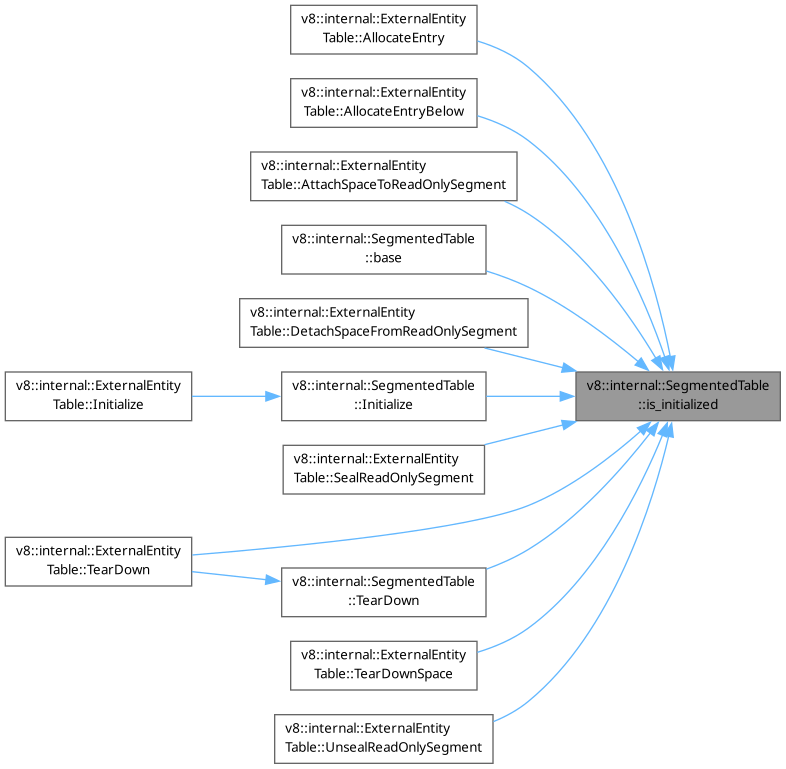 v8::internal::ExternalEntity
Table::AllocateEntry
v8::internal::ExternalEntity
Table::AllocateEntryBelow
v8::internal::ExternalEntity
Table::AttachSpaceToReadOnlySegment
v8::internal::SegmentedTable
::base
v8::internal::ExternalEntity
Table::DetachSpaceFromReadOnlySegment
v8::internal::ExternalEntity
Table::Initialize
v8::internal::SegmentedTable
::Initialize
v8::internal::SegmentedTable
::is_initialized
v8::internal::ExternalEntity
Table::SealReadOnlySegment
v8::internal::ExternalEntity
Table::TearDown
v8::internal::SegmentedTable
::TearDown
v8::internal::ExternalEntity
Table::TearDownSpace
v8::internal::ExternalEntity
Table::UnsealReadOnlySegment